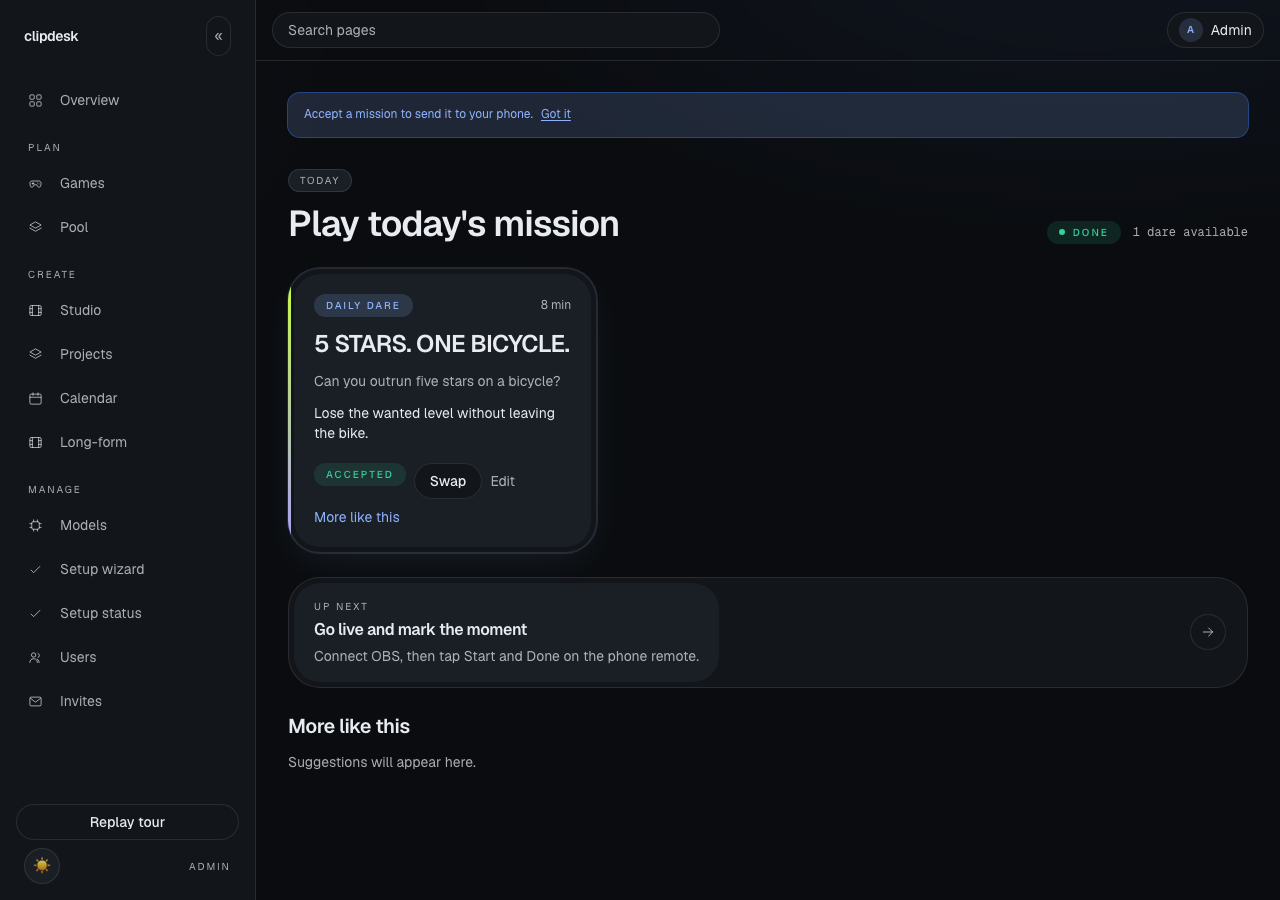 clipdesk
«
Search pages
A
Admin
Overview
PLAN
Games
Pool
CREATE
Studio
Projects
Calendar
Long-form
MANAGE
Models
Setup wizard
Setup status
Users
Invites
Replay tour
ADMIN
Accept a mission to send it to your phone. Got it
TODAY
Play today's mission
DONE 1 dare available
DAILY DARE 8 min
5 STARS. ONE BICYCLE.
Can you outrun five stars on a bicycle?
Lose the wanted level without leaving
the bike.
ACCEPTED Swap Edit
More like this
UP NEXT
Go live and mark the moment
Connect OBS, then tap Start and Done on the phone remote.
More like this
Suggestions will appear here.